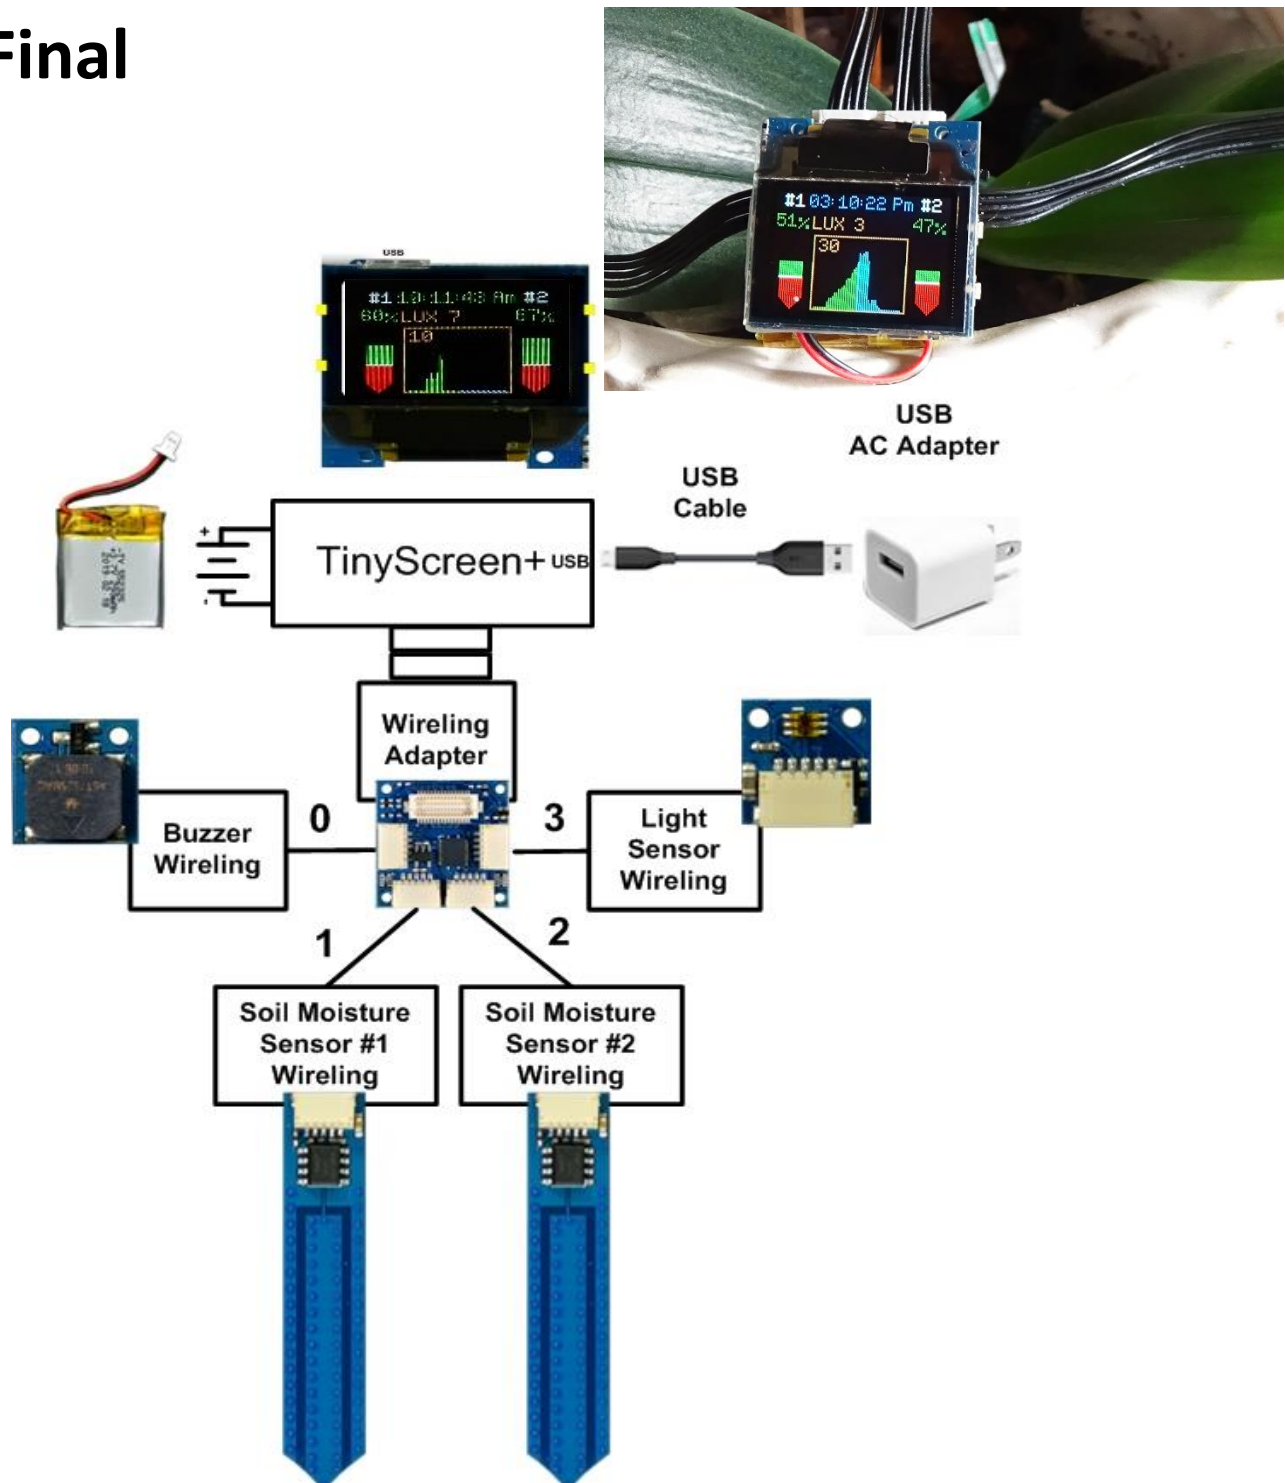 Final
#1 03:10:22 Pm #2
51% LUX 3 47%
30
USB
#1 10:11:43 Am #2
60% LUX 7 67%
10
USB
AC Adapter
USB
Cable
+
TinyScreen+ USB
-
Wireling
Adapter
0
3
Buzzer
Wireling
Light
Sensor
Wireling
1
2
Soil Moisture
Sensor #1
Wireling
Soil Moisture
Sensor #2
Wireling